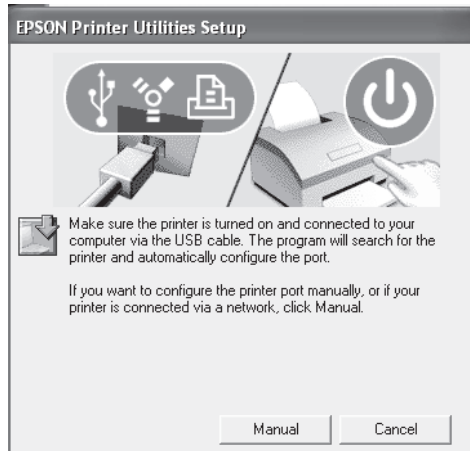 EPSON Printer Utilities Setup
Make sure the printer is turned on and connected to your
computer via the USB cable. The program will search for the
printer and automatically configure the port.
If you want to configure the printer port manually, or if your
printer is connected via a network, click Manual.
Manual
Cancel